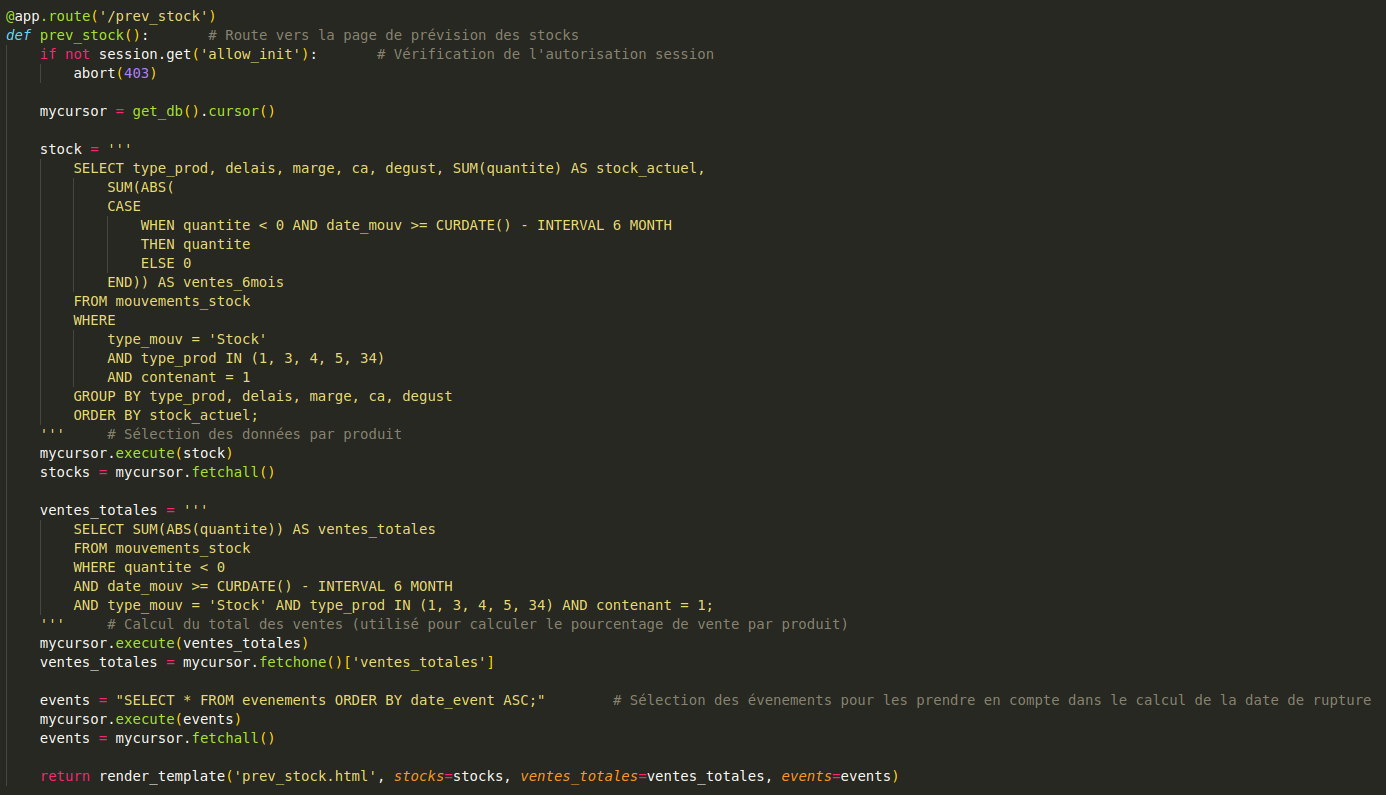 @app.route('/prev_stock')
def prev_stock():       # Route vers la page de prévision des stocks
    if not session.get('allow_init'):       # Vérification de l'autorisation session
        abort(403)

    mycursor = get_db().cursor()

    stock = '''
        SELECT type_prod, delais, marge, ca, degust, SUM(quantite) AS stock_actuel,
            SUM(ABS(
            CASE
                WHEN quantite < 0 AND date_mouv >= CURDATE() - INTERVAL 6 MONTH
                THEN quantite
                ELSE 0
            END)) AS ventes_6mois
        FROM mouvements_stock
        WHERE
            type_mouv = 'Stock'
            AND type_prod IN (1, 3, 4, 5, 34)
            AND contenant = 1
        GROUP BY type_prod, delais, marge, ca, degust
        ORDER BY stock_actuel;
    '''     # Sélection des données par produit
    mycursor.execute(stock)
    stocks = mycursor.fetchall()

    ventes_totales = '''
        SELECT SUM(ABS(quantite)) AS ventes_totales
        FROM mouvements_stock
        WHERE quantite < 0
        AND date_mouv >= CURDATE() - INTERVAL 6 MONTH
        AND type_mouv = 'Stock' AND type_prod IN (1, 3, 4, 5, 34) AND contenant = 1;
    '''     # Calcul du total des ventes (utilisé pour calculer le pourcentage de vente par produit)
    mycursor.execute(ventes_totales)
    ventes_totales = mycursor.fetchone()['ventes_totales']

    events = "SELECT * FROM evenements ORDER BY date_event ASC;"        # Sélection des évenements pour les prendre en compte dans le calcul de la date de rupture
    mycursor.execute(events)
    events = mycursor.fetchall()

    return render_template('prev_stock.html', stocks=stocks, ventes_totales=ventes_totales, events=events)